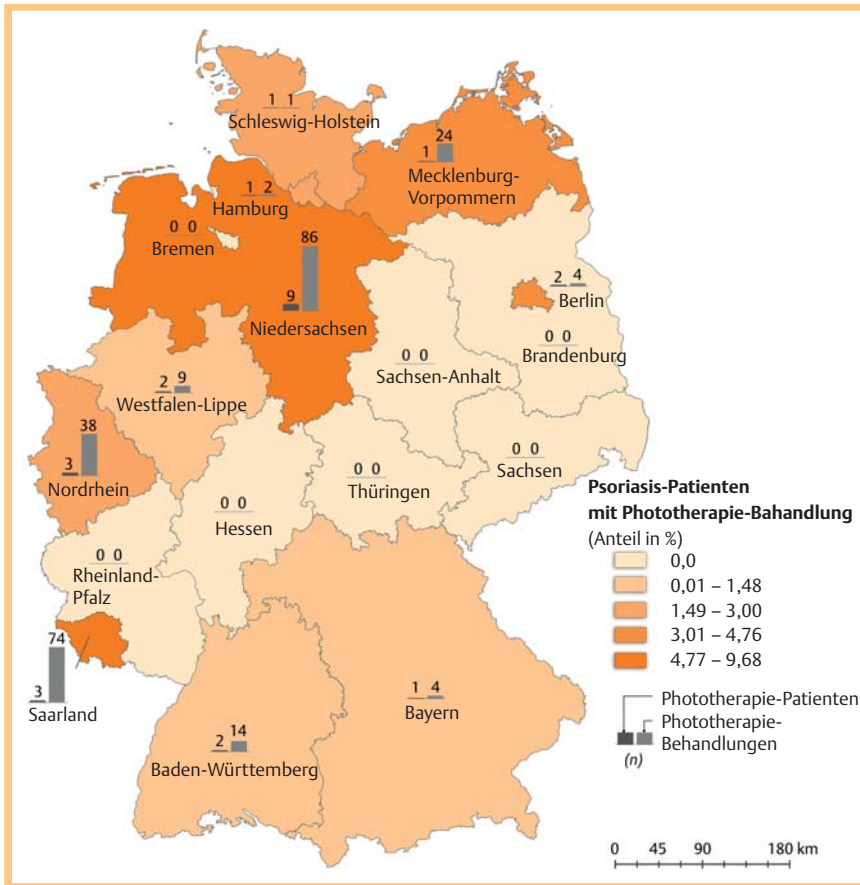 1 1
Schleswig-Holstein
1 24
Mecklenburg-
Vorpommern
1 2
Hamburg
0 0
Bremen
9 86
Niedersachsen
2 4
Berlin
0 0
Brandenburg
0 0
Sachsen-Anhalt
2 9
Westfalen-Lippe
3 38
Nordrhein
0 0
Hessen
0 0
Thüringen
0 0
Sachsen
0 0
Rheinland-
Pfalz
3 74
Saarland
2 14
Baden-Württemberg
1 4
Bayern
Psoriasis-Patienten
mit Phototherapie-Bahandlung
(Anteil in %)
0,0
0,01 – 1,48
1,49 – 3,00
3,01 – 4,76
4,77 – 9,68
Phototherapie-Patienten
Phototherapie-
Behandlungen
(n)
0 45 90 180 km